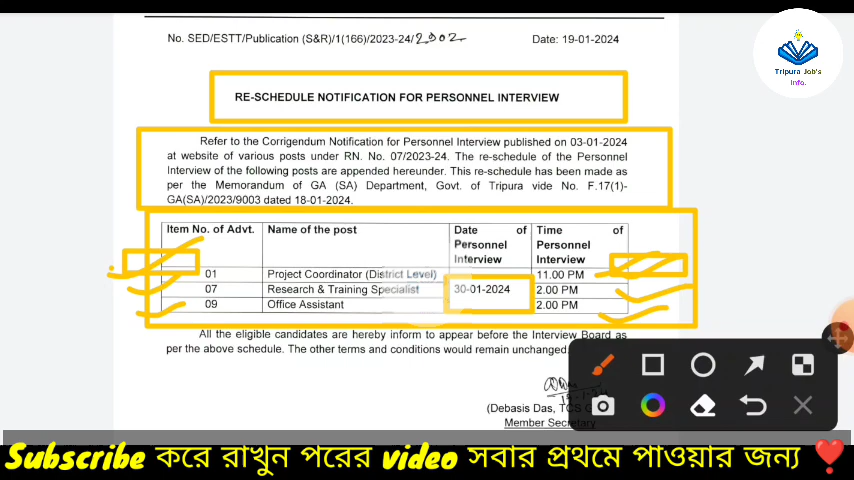 No. SED/ESTT/Publication (S&R)/1(166)/2023-24/2902 Date: 19-01-2024
Tripura Job's
Info.
RE-SCHEDULE NOTIFICATION FOR PERSONNEL INTERVIEW
Refer to the Corrigendum Notification for Personnel Interview published on 03-01-2024
at website of various posts under RN. No. 07/2023-24. The re-schedule of the Personnel
Interview of the following posts are appended hereunder. This re-schedule has been made as
per the Memorandum of GA (SA) Department, Govt. of Tripura vide No. F.17(1)-
GA(SA)/2023/9003 dated 18-01-2024.
Item No. of Advt. Name of the post Date of Personnel Interview Time of Personnel Interview
01 Project Coordinator (District Level) 11.00 PM
07 Research & Training Specialist 30-01-2024 2.00 PM
09 Office Assistant 2.00 PM
All the eligible candidates are hereby inform to appear before the Interview Board as
per the above schedule. The other terms and conditions would remain unchanged.
(Debasis Das, TCS
Member Secretary
Subscribe করে রাখুন পরের video সবার প্রথমে পাওয়ার জন্য